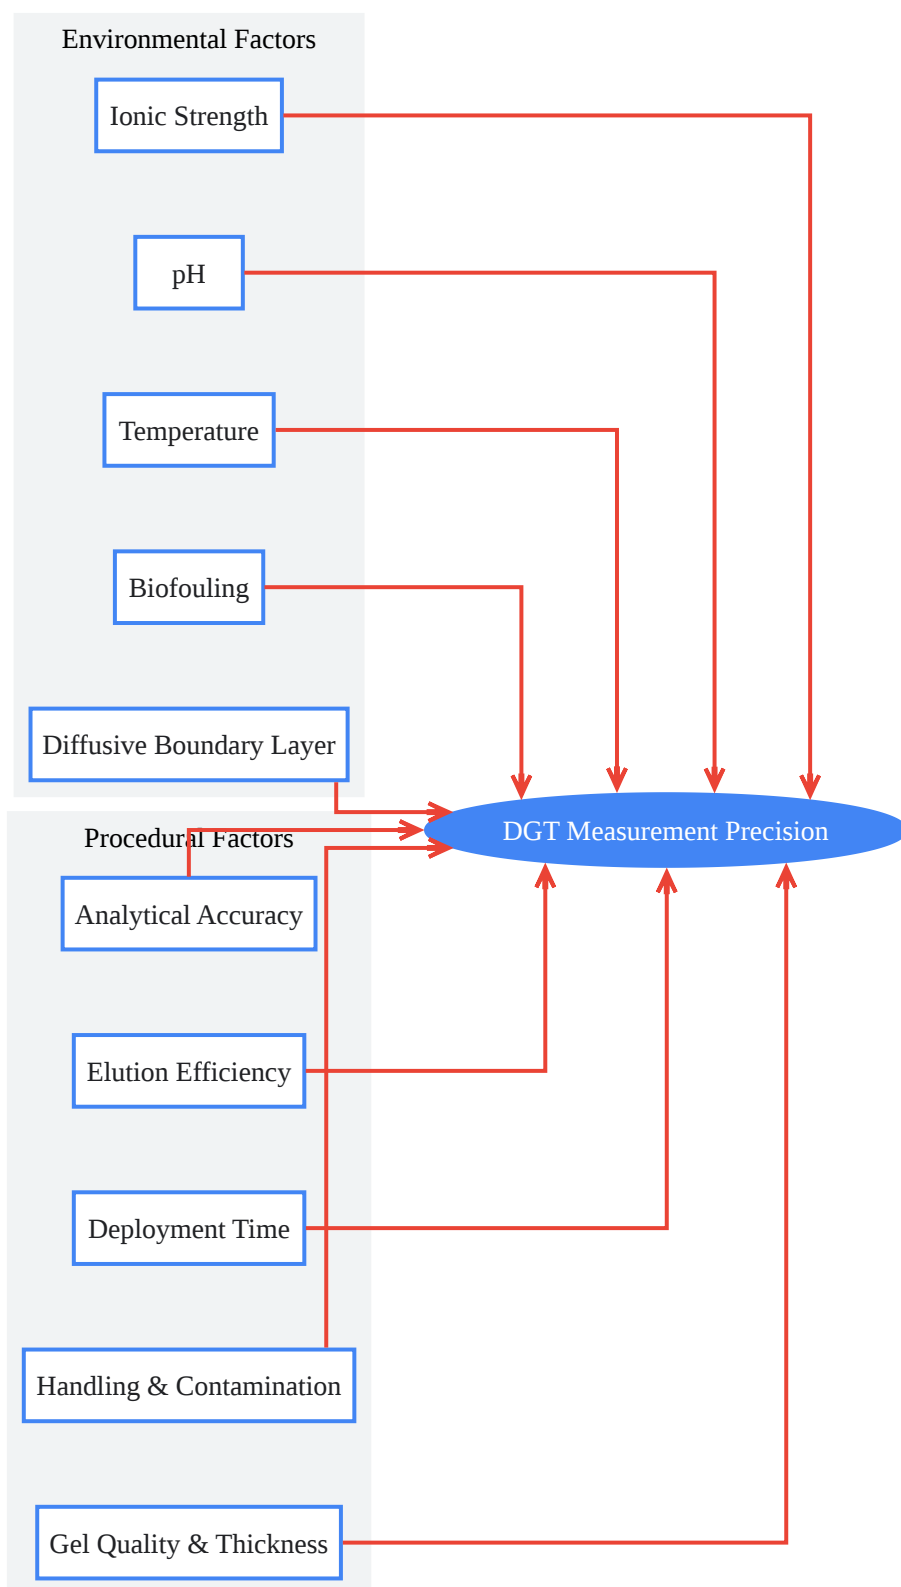 Environmental Factors
Ionic Strength
pH
Temperature
Biofouling
Diffusive Boundary Layer
DGT Measurement Precision
Procedural Factors
Analytical Accuracy
Elution Efficiency
Deployment Time
Handling & Contamination
Gel Quality & Thickness